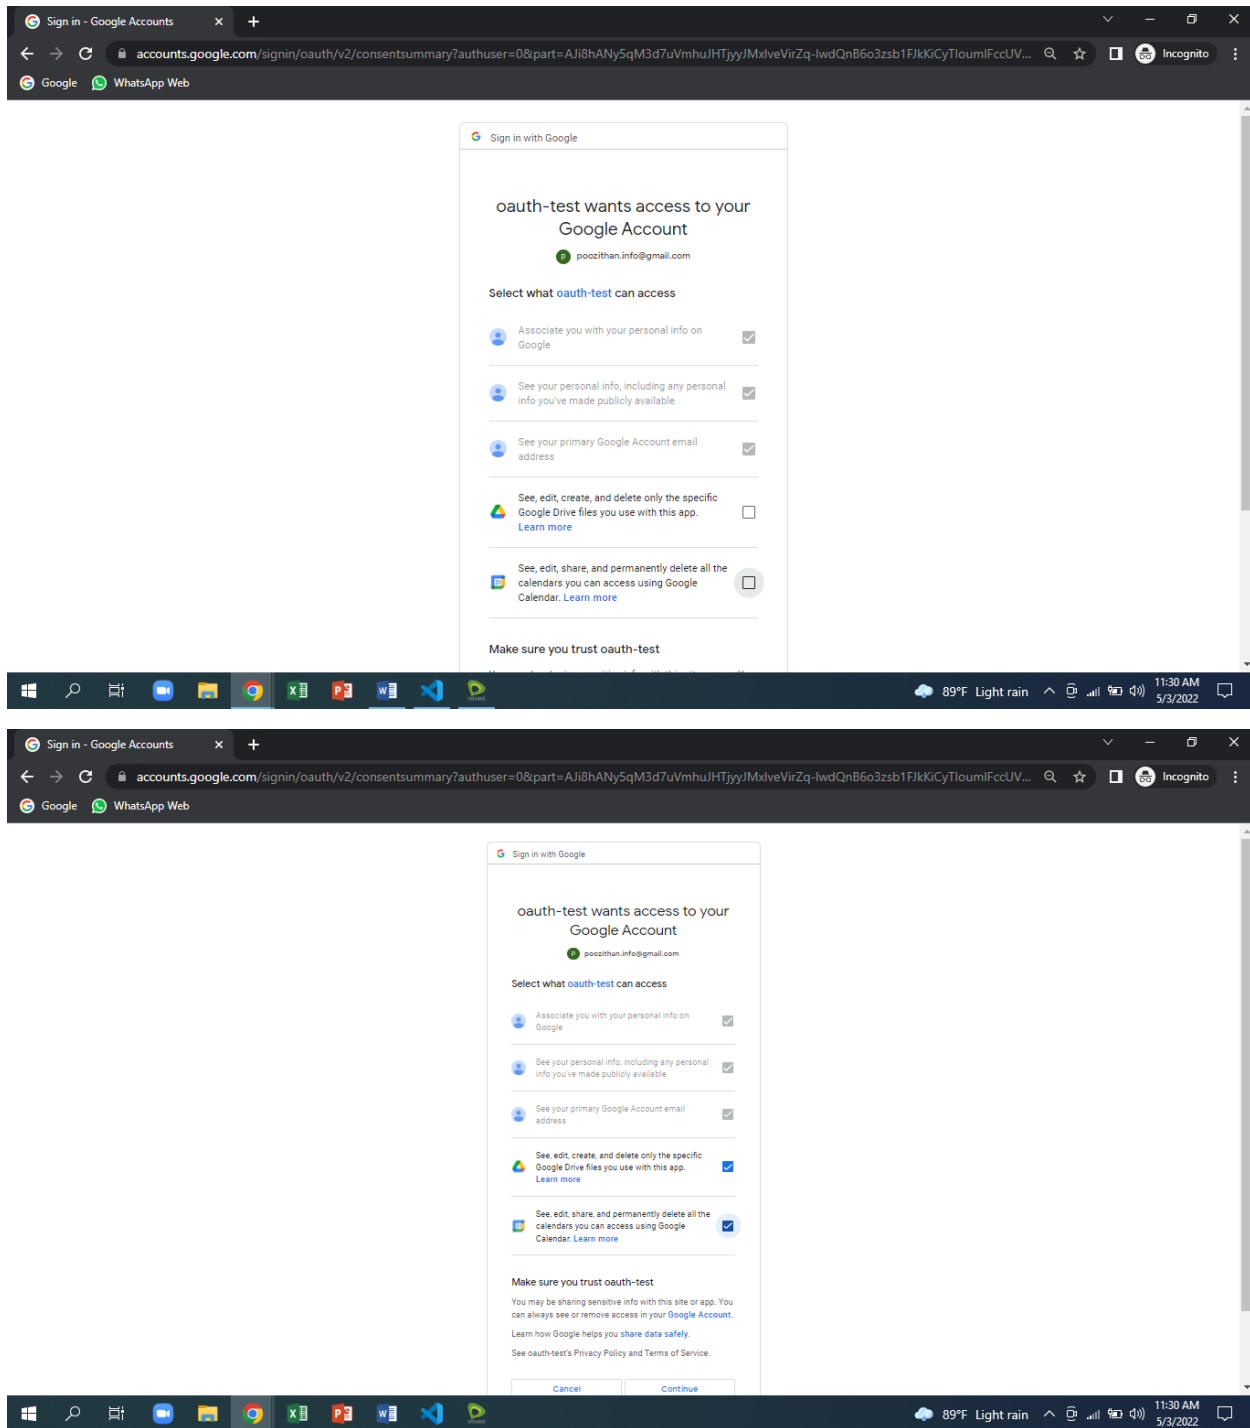 Sign in - Google Accounts
accounts.google.com/signin/oauth/v2/consentsummary?authuser=0&part=AJi8hANy5qM3d7uVmhuJHTjyyJMxlveVirZq-lwdQnB6o3zsb1FJkKiCyTIoumIFccUV...
Incognito
Google WhatsApp Web
Sign in with Google
oauth-test wants access to your
Google Account
p poozithan.info@gmail.com
Select what oauth-test can access
Associate you with your personal info on
Google
See your personal info, including any personal
info you've made publicly available
See your primary Google Account email
address
See, edit, create, and delete only the specific
Google Drive files you use with this app.
Learn more
See, edit, share, and permanently delete all the
calendars you can access using Google
Calendar. Learn more
Make sure you trust oauth-test
89°F Light rain
11:30 AM
5/3/2022
Sign in - Google Accounts
accounts.google.com/signin/oauth/v2/consentsummary?authuser=0&part=AJi8hANy5qM3d7uVmhuJHTjyyJMxlveVirZq-lwdQnB6o3zsb1FJkKiCyTIoumIFccUV...
Incognito
Google WhatsApp Web
Sign in with Google
oauth-test wants access to your
Google Account
p poozithan.info@gmail.com
Select what oauth-test can access
Associate you with your personal info on
Google
See your personal info, including any personal
info you've made publicly available
See your primary Google Account email
address
See, edit, create, and delete only the specific
Google Drive files you use with this app.
Learn more
See, edit, share, and permanently delete all the
calendars you can access using Google
Calendar. Learn more
Make sure you trust oauth-test
You may be sharing sensitive info with this site or app. You
can always see or remove access in your Google Account.
Learn how Google helps you share data safely.
See oauth-test's Privacy Policy and Terms of Service.
Cancel Continue
89°F Light rain
11:30 AM
5/3/2022